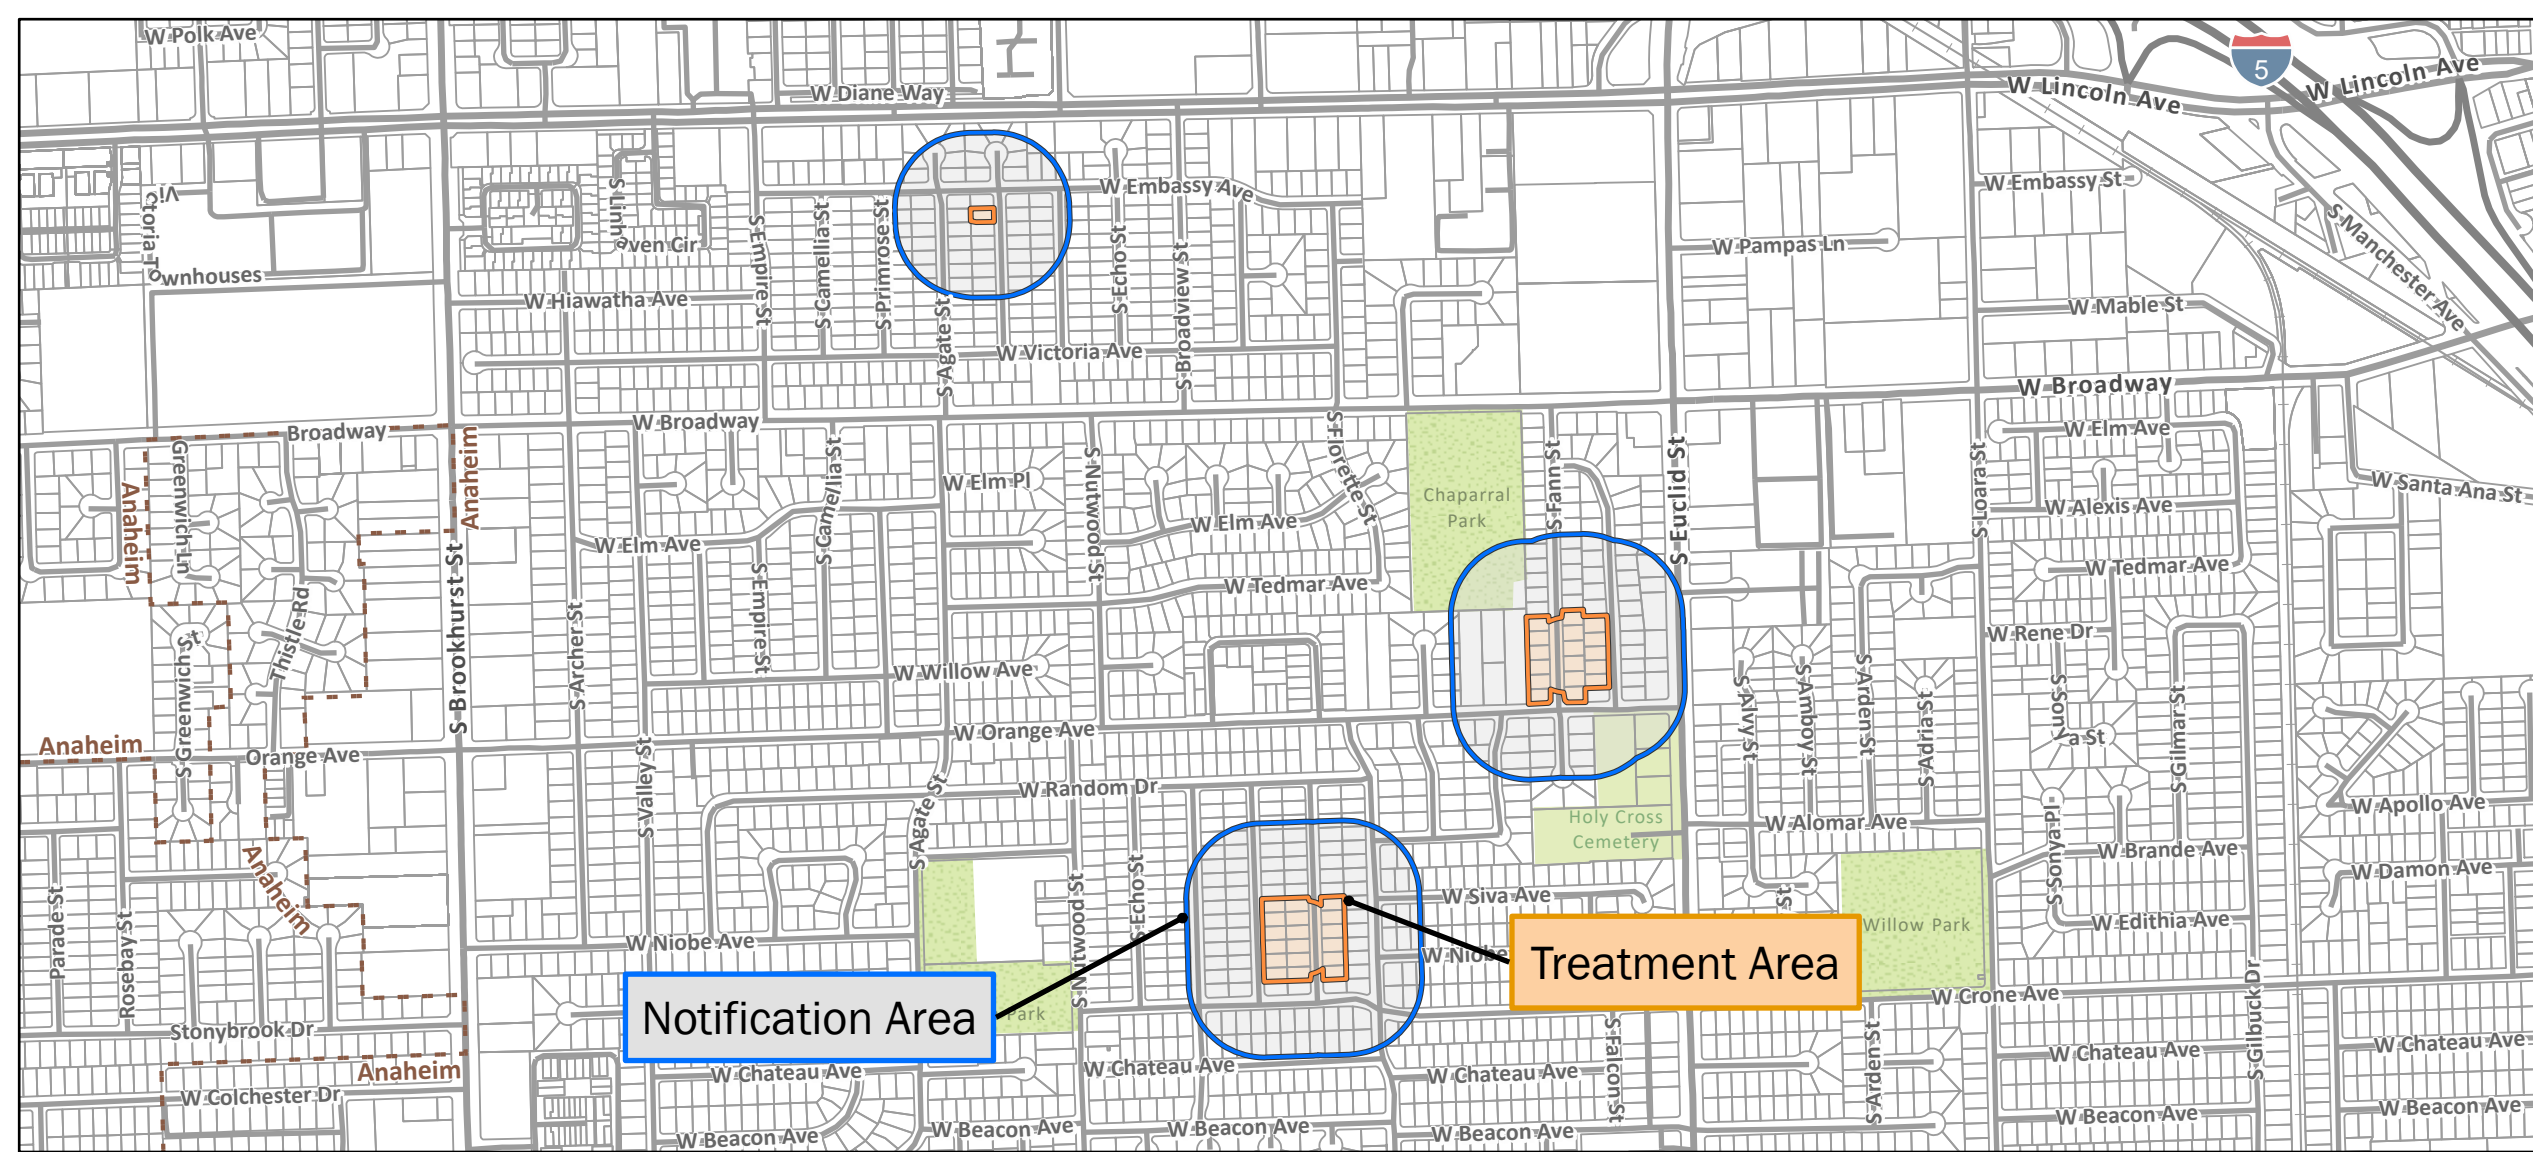 W Polk Ave
W Diane Way
W Lincoln Ave
5
W Lincoln Ave
W Embassy Ave
W Embassy St
Victoria Townhouses
S Linhaven Cir
S Empire St
S Camellia St
S Primrose St
S Agate St
S Echo St
S Broadview St
W Pampas Ln
S Manchester Ave
W Hiawatha Ave
W Mable St
W Victoria Ave
W Broadway
Broadway
W Broadway
Anaheim
Greenwich Ln
Anaheim
S Camellia St
W Elm Pl
S Nutwood St
S Florette St
Chaparral
Park
S Fann St
S Euclid St
S Loara St
W Elm Ave
W Santa Ana St
W Alexis Ave
W Elm Ave
W Elm Ave
S Brookhurst St
S Empire St
W Tedmar Ave
W Tedmar Ave
Thistle Rd
S Archer St
S Greenwich St
W Willow Ave
W Rene Dr
S Alvy St
S Amboy St
S Arden St
S Adria St
S Sonya St
S Gilmar St
Anaheim
Orange Ave
W Orange Ave
S Valley St
S Agate St
W Random Dr
W Apollo Ave
Holy Cross
Cemetery
W Alomar Ave
S Sonya Pl
W Brande Ave
W Damon Ave
Anaheim
Parade St
Rosebay St
S Nutwood St
S Echo St
W Siva Ave
St
Willow Park
W Edithia Ave
W Niobe Ave
W Niobe
Treatment Area
Notification Area
Park
W Crone Ave
Stonybrook Dr
S Falcon St
S Arden St
S Gilbuck Dr
W Chateau Ave
W Chateau Ave
W Chateau Ave
W Chateau Ave
W Chateau Ave
Anaheim
W Colchester Dr
W Beacon Ave
W Beacon Ave
W Beacon Ave
W Beacon Ave
W Beacon Ave
W Beacon Ave